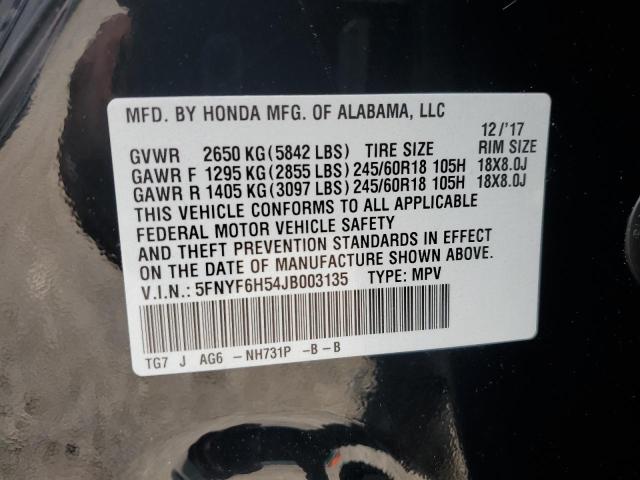 MFD. BY HONDA MFG. OF ALABAMA, LLC
12/'17
GVWR 2650 KG(5842 LBS) TIRE SIZE RIM SIZE
GAWR F 1295 KG(2855 LBS)245/60R18 105H 18X8.0J
GAWR R 1405 KG(3097 LBS)245/60R18 105H 18X8.0J
THIS VEHICLE CONFORMS TO ALL APPLICABLE
FEDERAL MOTOR VEHICLE SAFETY
AND THEFT PREVENTION STANDARDS IN EFFECT
ON THE DATE OF MANUFACTURE SHOWN ABOVE.
V.I.N.: 5FNYF6H54JB003135 TYPE: MPV
TG7 J AG6 -NH731P -B-B